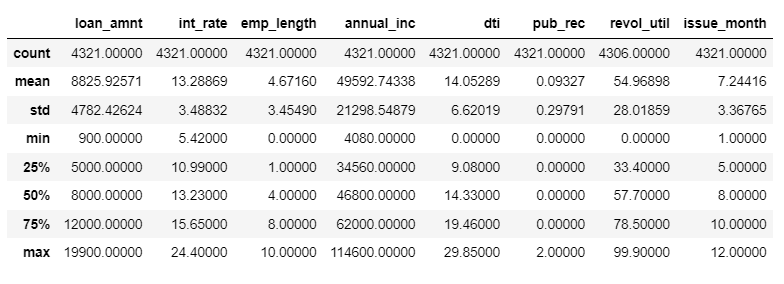 loan_amnt int_rate emp_length annual_inc dti pub_rec revol_util issue_month
count 4321.00000 4321.00000 4321.00000 4321.00000 4321.00000 4321.00000 4306.00000 4321.00000
mean 8825.92571 13.28869 4.67160 49592.74338 14.05289 0.09327 54.96898 7.24416
std 4782.42624 3.48832 3.45490 21298.54879 6.62019 0.29791 28.01859 3.36765
min 900.00000 5.42000 0.00000 4080.00000 0.00000 0.00000 0.00000 1.00000
25% 5000.00000 10.99000 1.00000 34560.00000 9.08000 0.00000 33.40000 5.00000
50% 8000.00000 13.23000 4.00000 46800.00000 14.33000 0.00000 57.70000 8.00000
75% 12000.00000 15.65000 8.00000 62000.00000 19.46000 0.00000 78.50000 10.00000
max 19900.00000 24.40000 10.00000 114600.00000 29.85000 2.00000 99.90000 12.00000